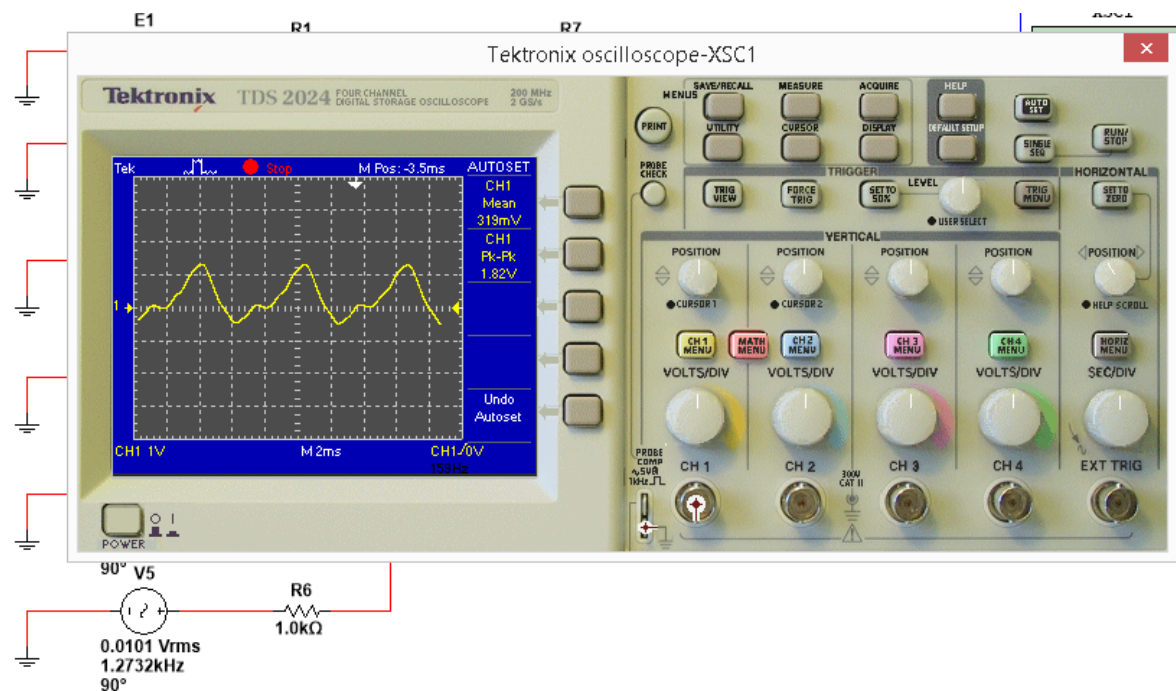 E1
R1
R7
XSC1
Tektronix oscilloscope-XSC1
Tektronix TDS 2024 FOUR CHANNEL DIGITAL STORAGE OSCILLOSCOPE 200 MHz 2 GS/s
Tek Stop M Pos: -3.5ms AUTOSET
CH1
Mean
319mV
CH1
Pk-Pk
1.82V
1
Undo
Autoset
CH1 1V M 2ms CH1/0V
159Hz
POWER
PRINT
MENUS
SAVE/RECALL MEASURE ACQUIRE HELP
UTILITY CURSOR DISPLAY DEFAULT SETUP
AUTO SET
SINGLE SEQ
RUN/STOP
PROBE CHECK
TRIGGER
TRIG VIEW
FORCE TRIG
SET TO 50%
LEVEL
USER SELECT
TRIG MENU
HORIZONTAL
SET TO ZERO
VERTICAL
POSITION POSITION POSITION POSITION POSITION
CURSOR 1 CURSOR 2 HELP SCROLL
CH 1 MENU
MATH MENU
CH 2 MENU
CH 3 MENU
CH 4 MENU
HORIZ MENU
VOLTS/DIV VOLTS/DIV VOLTS/DIV VOLTS/DIV SEC/DIV
PROBE COMP
~5V@
1kHz
CH 1 CH 2 CH 3 CH 4 EXT TRIG
300V
CAT II
90°
V5
R6
1.0kΩ
0.0101 Vrms
1.2732kHz
90°